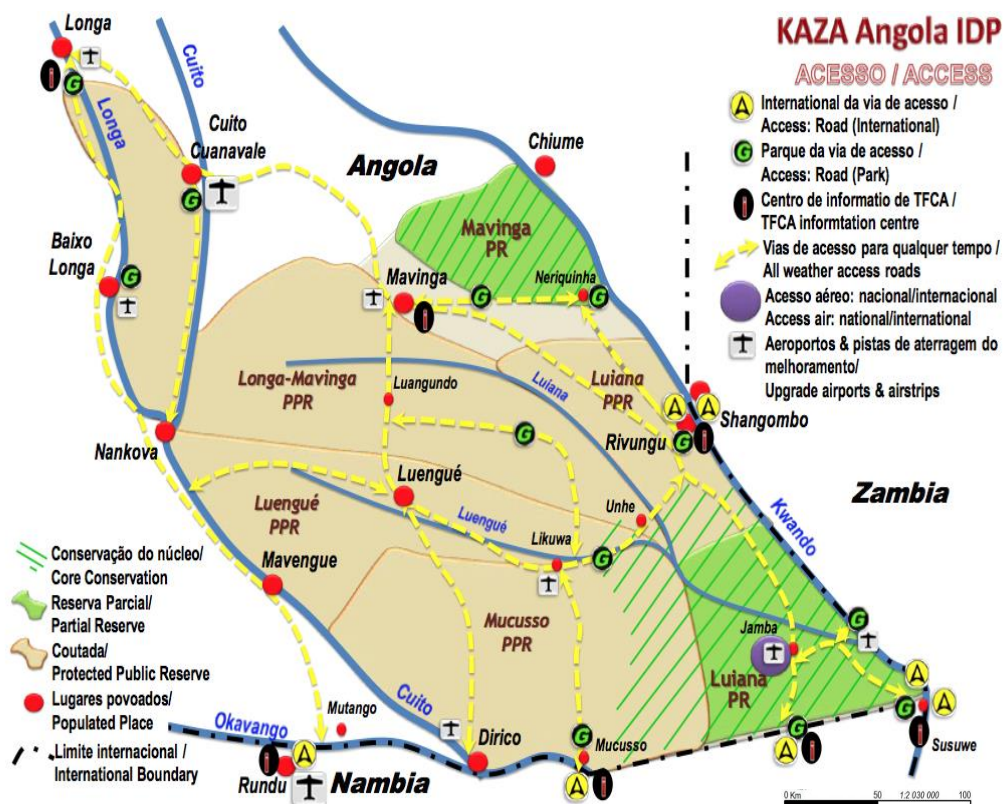 KAZA Angola IDP
ACESSO / ACCESS
International da via de acesso /
Access: Road (International)
Parque da via de acesso /
Access: Road (Park)
Centro de informatio de TFCA /
TFCA informtation centre
Vias de acesso para qualquer tempo /
All weather access roads
Acesso aéreo: nacional/internacional
Access air: national/international
Aeroportos & pistas de aterragem do
melhoramento/
Upgrade airports & airstrips
Longa
Cuito
Longa
Cuito
Cuanavale
Angola
Chiume
Mavinga
PR
Baixo
Longa
Mavinga
Neriquinha
Longa-Mavinga
PPR
Luangundo
Luiana
Luiana
PPR
Shangombo
Rivungu
Nankova
Luengué
Zambia
Kwando
Luengué
PPR
Luengué
Unhe
Likuwa
Mavengue
Mucusso
PPR
Jamba
Luiana
PR
Cuito
Okavango
Mutango
Dirico
Mucusso
Susuwe
Rundu
Nambia
Conservação do núcleo/
Core Conservation
Reserva Parcial/
Partial Reserve
Coutada/
Protected Public Reserve
Lugares povoados/
Populated Place
Limite internacional /
International Boundary
0 Km 50 1:2 030 000 100
A
A
A
A
A
A
A
G
G
G
G
G
G
G
G
G
G
G
G
G